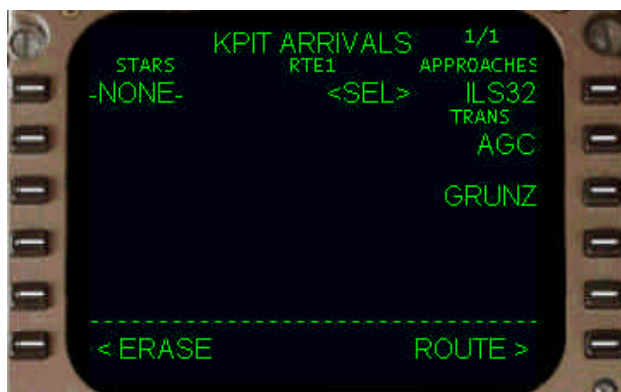 KPIT ARRIVALS 1/1
STARS RTE1 APPROACHES
-NONE- <SEL> ILS32
TRANS
AGC
GRUNZ
< ERASE ROUTE >